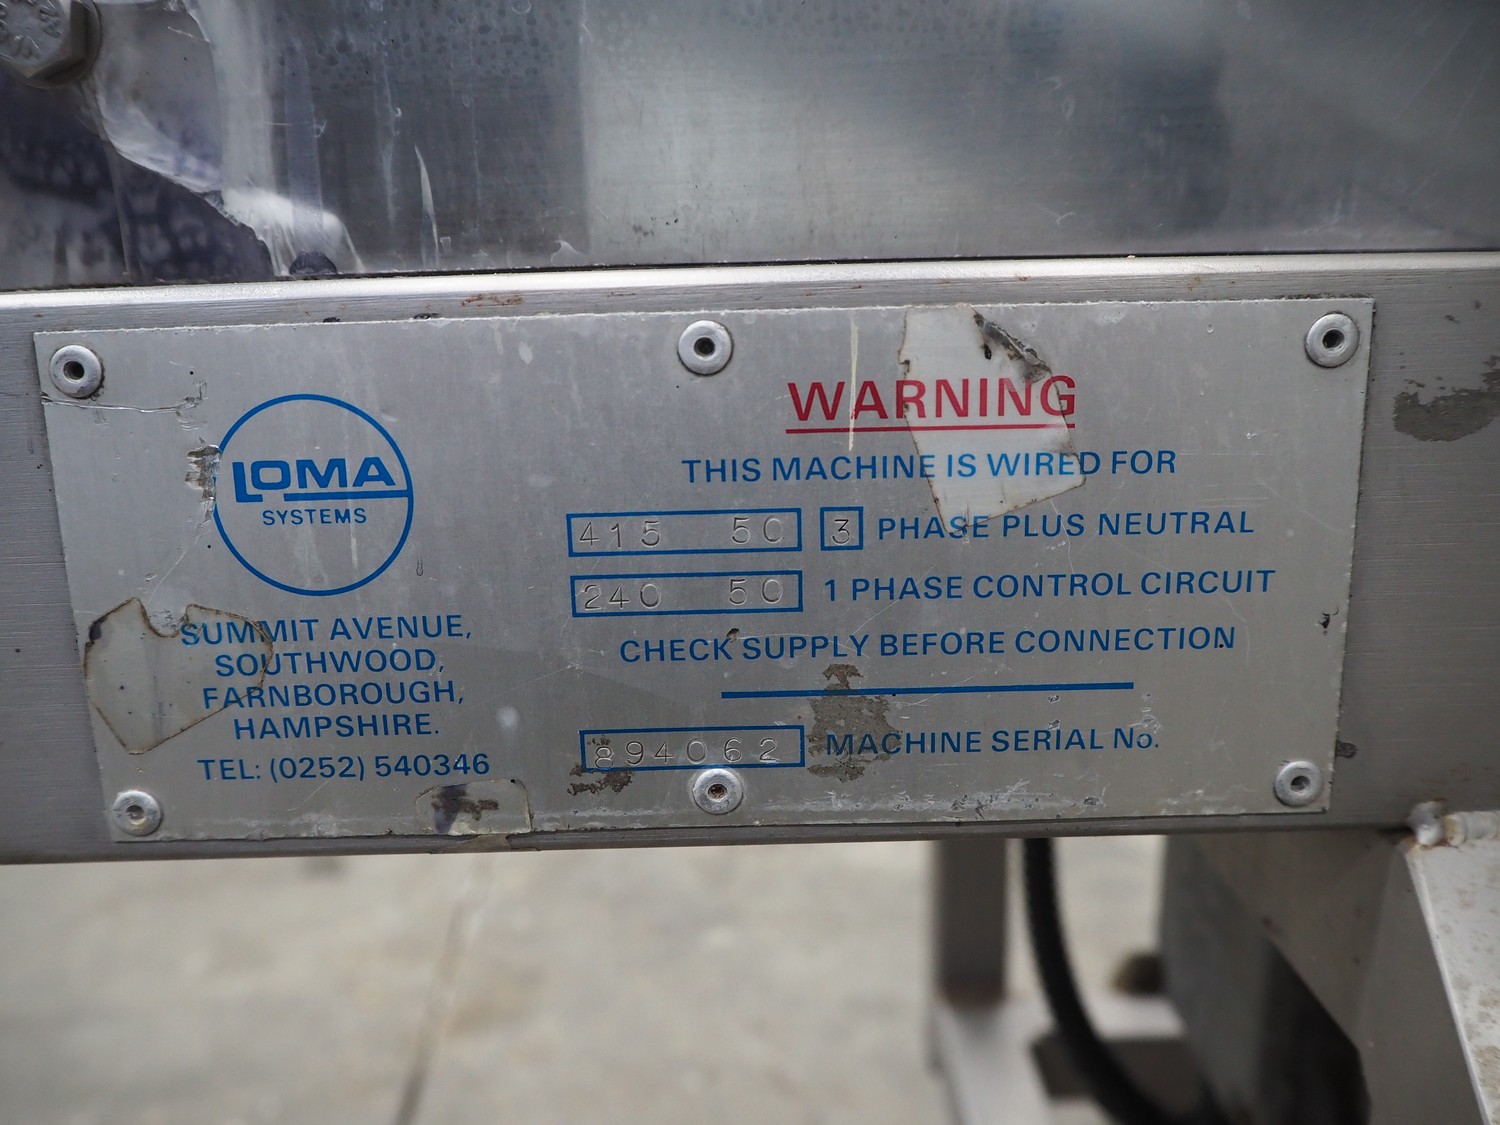 LOMA
SYSTEMS
SUMMIT AVENUE,
SOUTHWOOD,
FARNBOROUGH,
HAMPSHIRE.
TEL: (0252) 540346
WARNING
THIS MACHINE IS WIRED FOR
415 50 3 PHASE PLUS NEUTRAL
240 50 1 PHASE CONTROL CIRCUIT
CHECK SUPPLY BEFORE CONNECTION
894062 MACHINE SERIAL No.